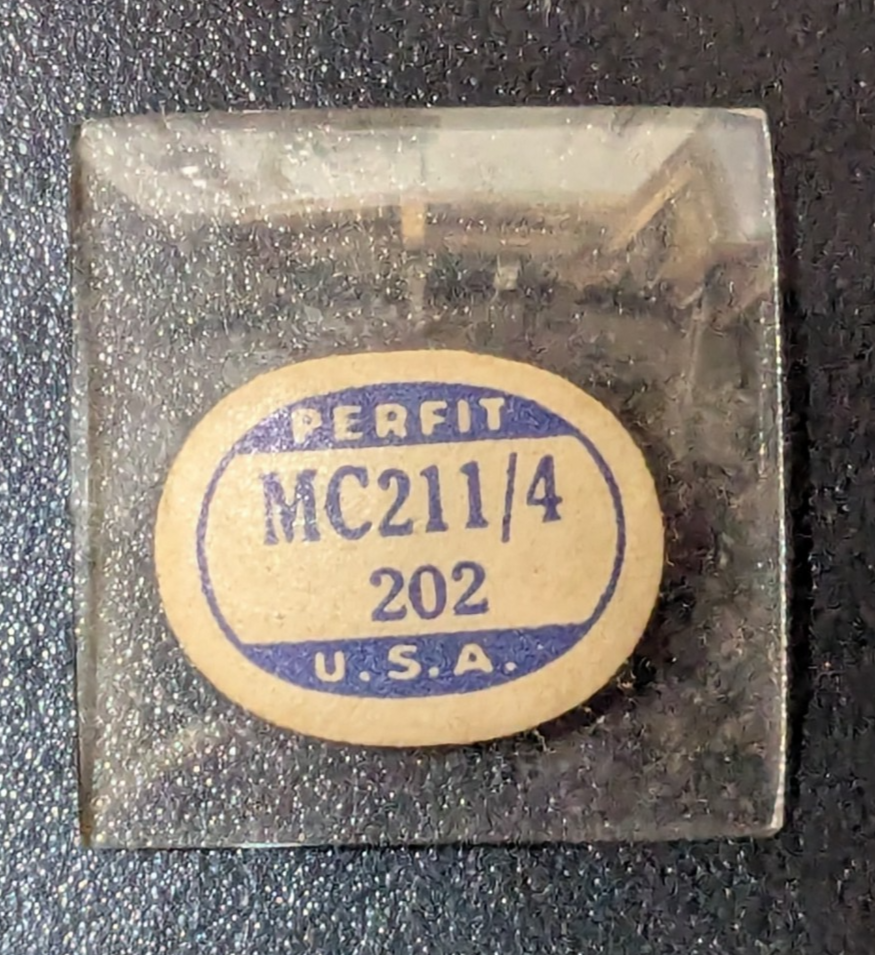 PERFIT
MC211/4
202
U.S.A.